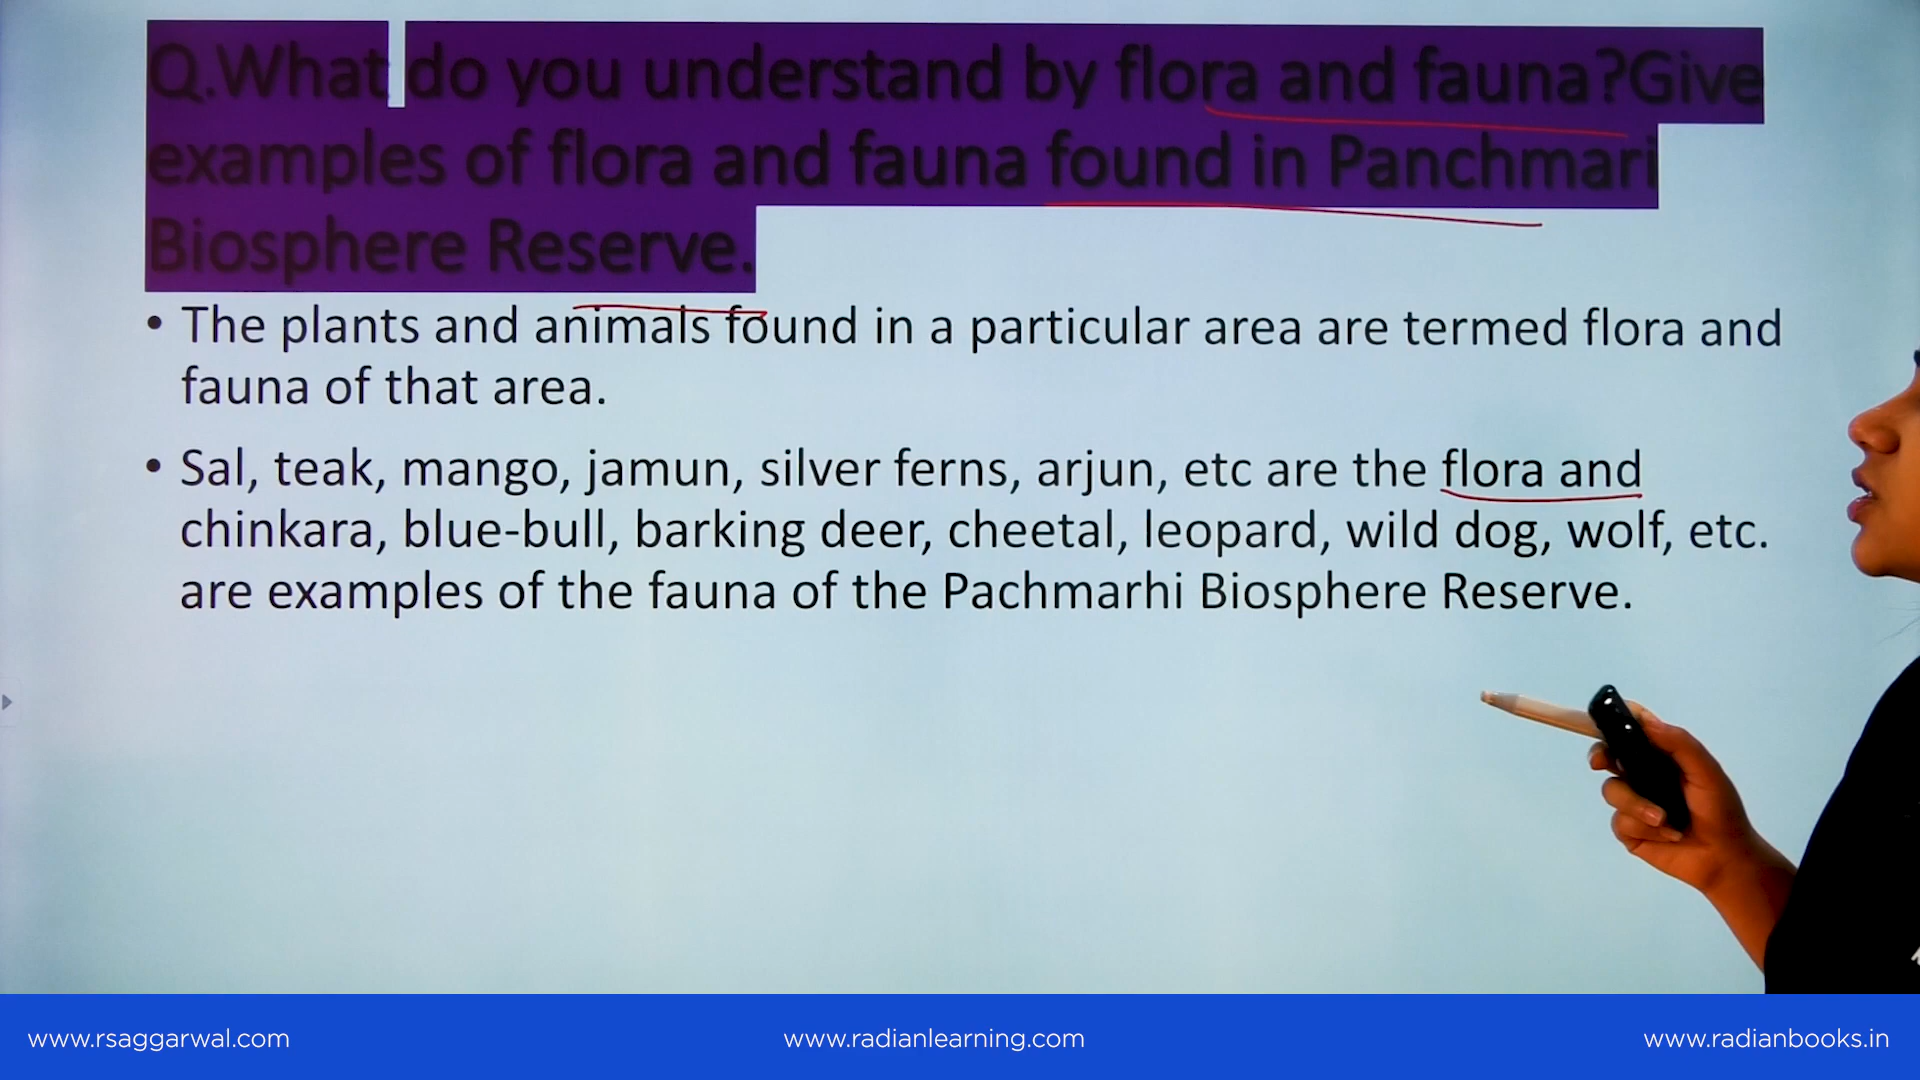 Q.What do you understand by flora and fauna?Give
examples of flora and fauna found in Panchmari
Biosphere Reserve.
• The plants and animals found in a particular area are termed flora and
fauna of that area.
• Sal, teak, mango, jamun, silver ferns, arjun, etc are the flora and
chinkara, blue-bull, barking deer, cheetal, leopard, wild dog, wolf, etc.
are examples of the fauna of the Pachmarhi Biosphere Reserve.
www.rsaggarwal.com www.radianlearning.com www.radianbooks.in